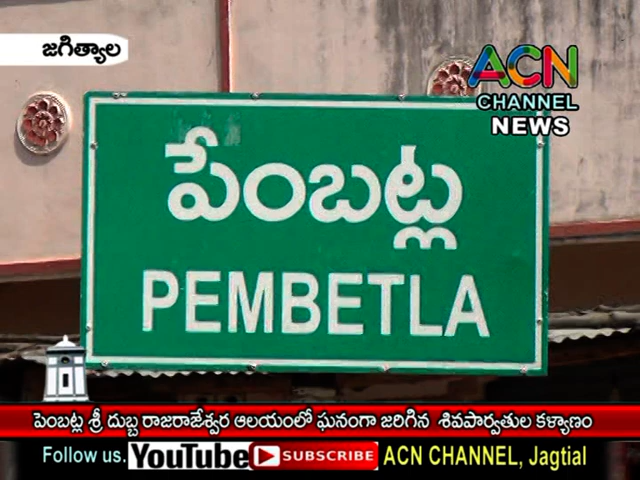 జగిత్యాల
ACN
CHANNEL
NEWS
పేంబట్ల
PEMBETLA
పెంబట్ల శ్రీ దుబ్బ రాజరాజేశ్వర ఆలయంలో ఘనంగా జరిగిన శివపార్వతుల కళ్యాణం
Follow us. YouTube SUBSCRIBE ACN CHANNEL, Jagtial